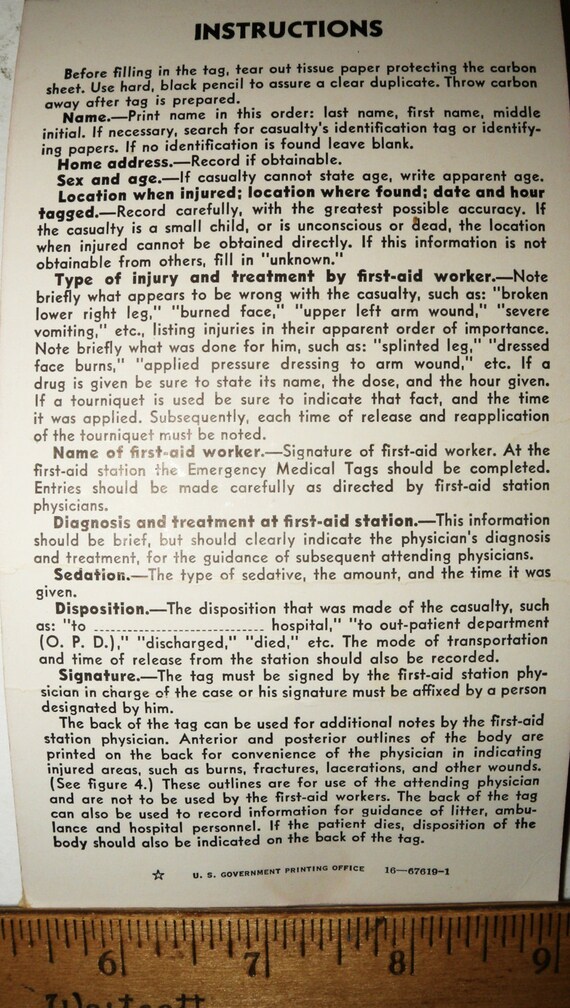 INSTRUCTIONS
Before filling in the tag, tear out tissue paper protecting the carbon
sheet. Use hard, black pencil to assure a clear duplicate. Throw carbon
away after tag is prepared.
Name.—Print name in this order: last name, first name, middle
initial. If necessary, search for casualty's identification tag or identify-
ing papers. If no identification is found leave blank.
Home address.—Record if obtainable.
Sex and age.—If casualty cannot state age, write apparent age.
Location when injured; location where found; date and hour
tagged.—Record carefully, with the greatest possible accuracy. If
the casualty is a small child, or is unconscious or dead, the location
when injured cannot be obtained directly. If this information is not
obtainable from others, fill in "unknown."
Type of injury and treatment by first-aid worker.—Note
briefly what appears to be wrong with the casualty, such as: "broken
lower right leg," "burned face," "upper left arm wound," "severe
vomiting," etc., listing injuries in their apparent order of importance.
Note briefly what was done for him, such as: "splinted leg," "dressed
face burns," "applied pressure dressing to arm wound," etc. If a
drug is given be sure to state its name, the dose, and the hour given.
If a tourniquet is used be sure to indicate that fact, and the time
it was applied. Subsequently, each time of release and reapplication
of the tourniquet must be noted.
Name of first-aid worker.—Signature of first-aid worker. At the
first-aid station the Emergency Medical Tags should be completed.
Entries should be made carefully as directed by first-aid station
physicians.
Diagnosis and treatment at first-aid station.—This information
should be brief, but should clearly indicate the physician's diagnosis
and treatment, for the guidance of subsequent attending physicians.
Sedation.—The type of sedative, the amount, and the time it was
given.
Disposition.—The disposition that was made of the casualty, such
as: "to -------------------------- hospital," "to out-patient department
(O. P. D.)," "discharged," "died," etc. The mode of transportation
and time of release from the station should also be recorded.
Signature.—The tag must be signed by the first-aid station phy-
sician in charge of the case or his signature must be affixed by a person
designated by him.
The back of the tag can be used for additional notes by the first-aid
station physician. Anterior and posterior outlines of the body are
printed on the back for convenience of the physician in indicating
injured areas, such as burns, fractures, lacerations, and other wounds.
(See figure 4.) These outlines are for use of the attending physician
and are not to be used by the first-aid workers. The back of the tag
can also be used to record information for guidance of litter, ambu-
lance and hospital personnel. If the patient dies, disposition of the
body should also be indicated on the back of the tag.
☆ U. S. GOVERNMENT PRINTING OFFICE 16—67619-1
6 7 8 9